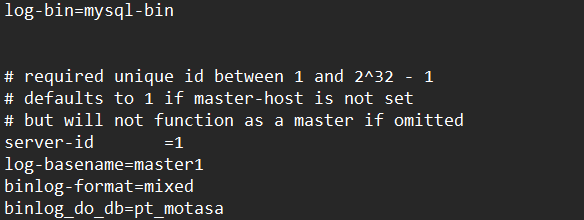 log-bin=mysql-bin
# required unique id between 1 and 2^32 - 1
# defaults to 1 if master-host is not set
# but will not function as a master if omitted
server-id       =1
log-basename=master1
binlog-format=mixed
binlog_do_db=pt_motasa